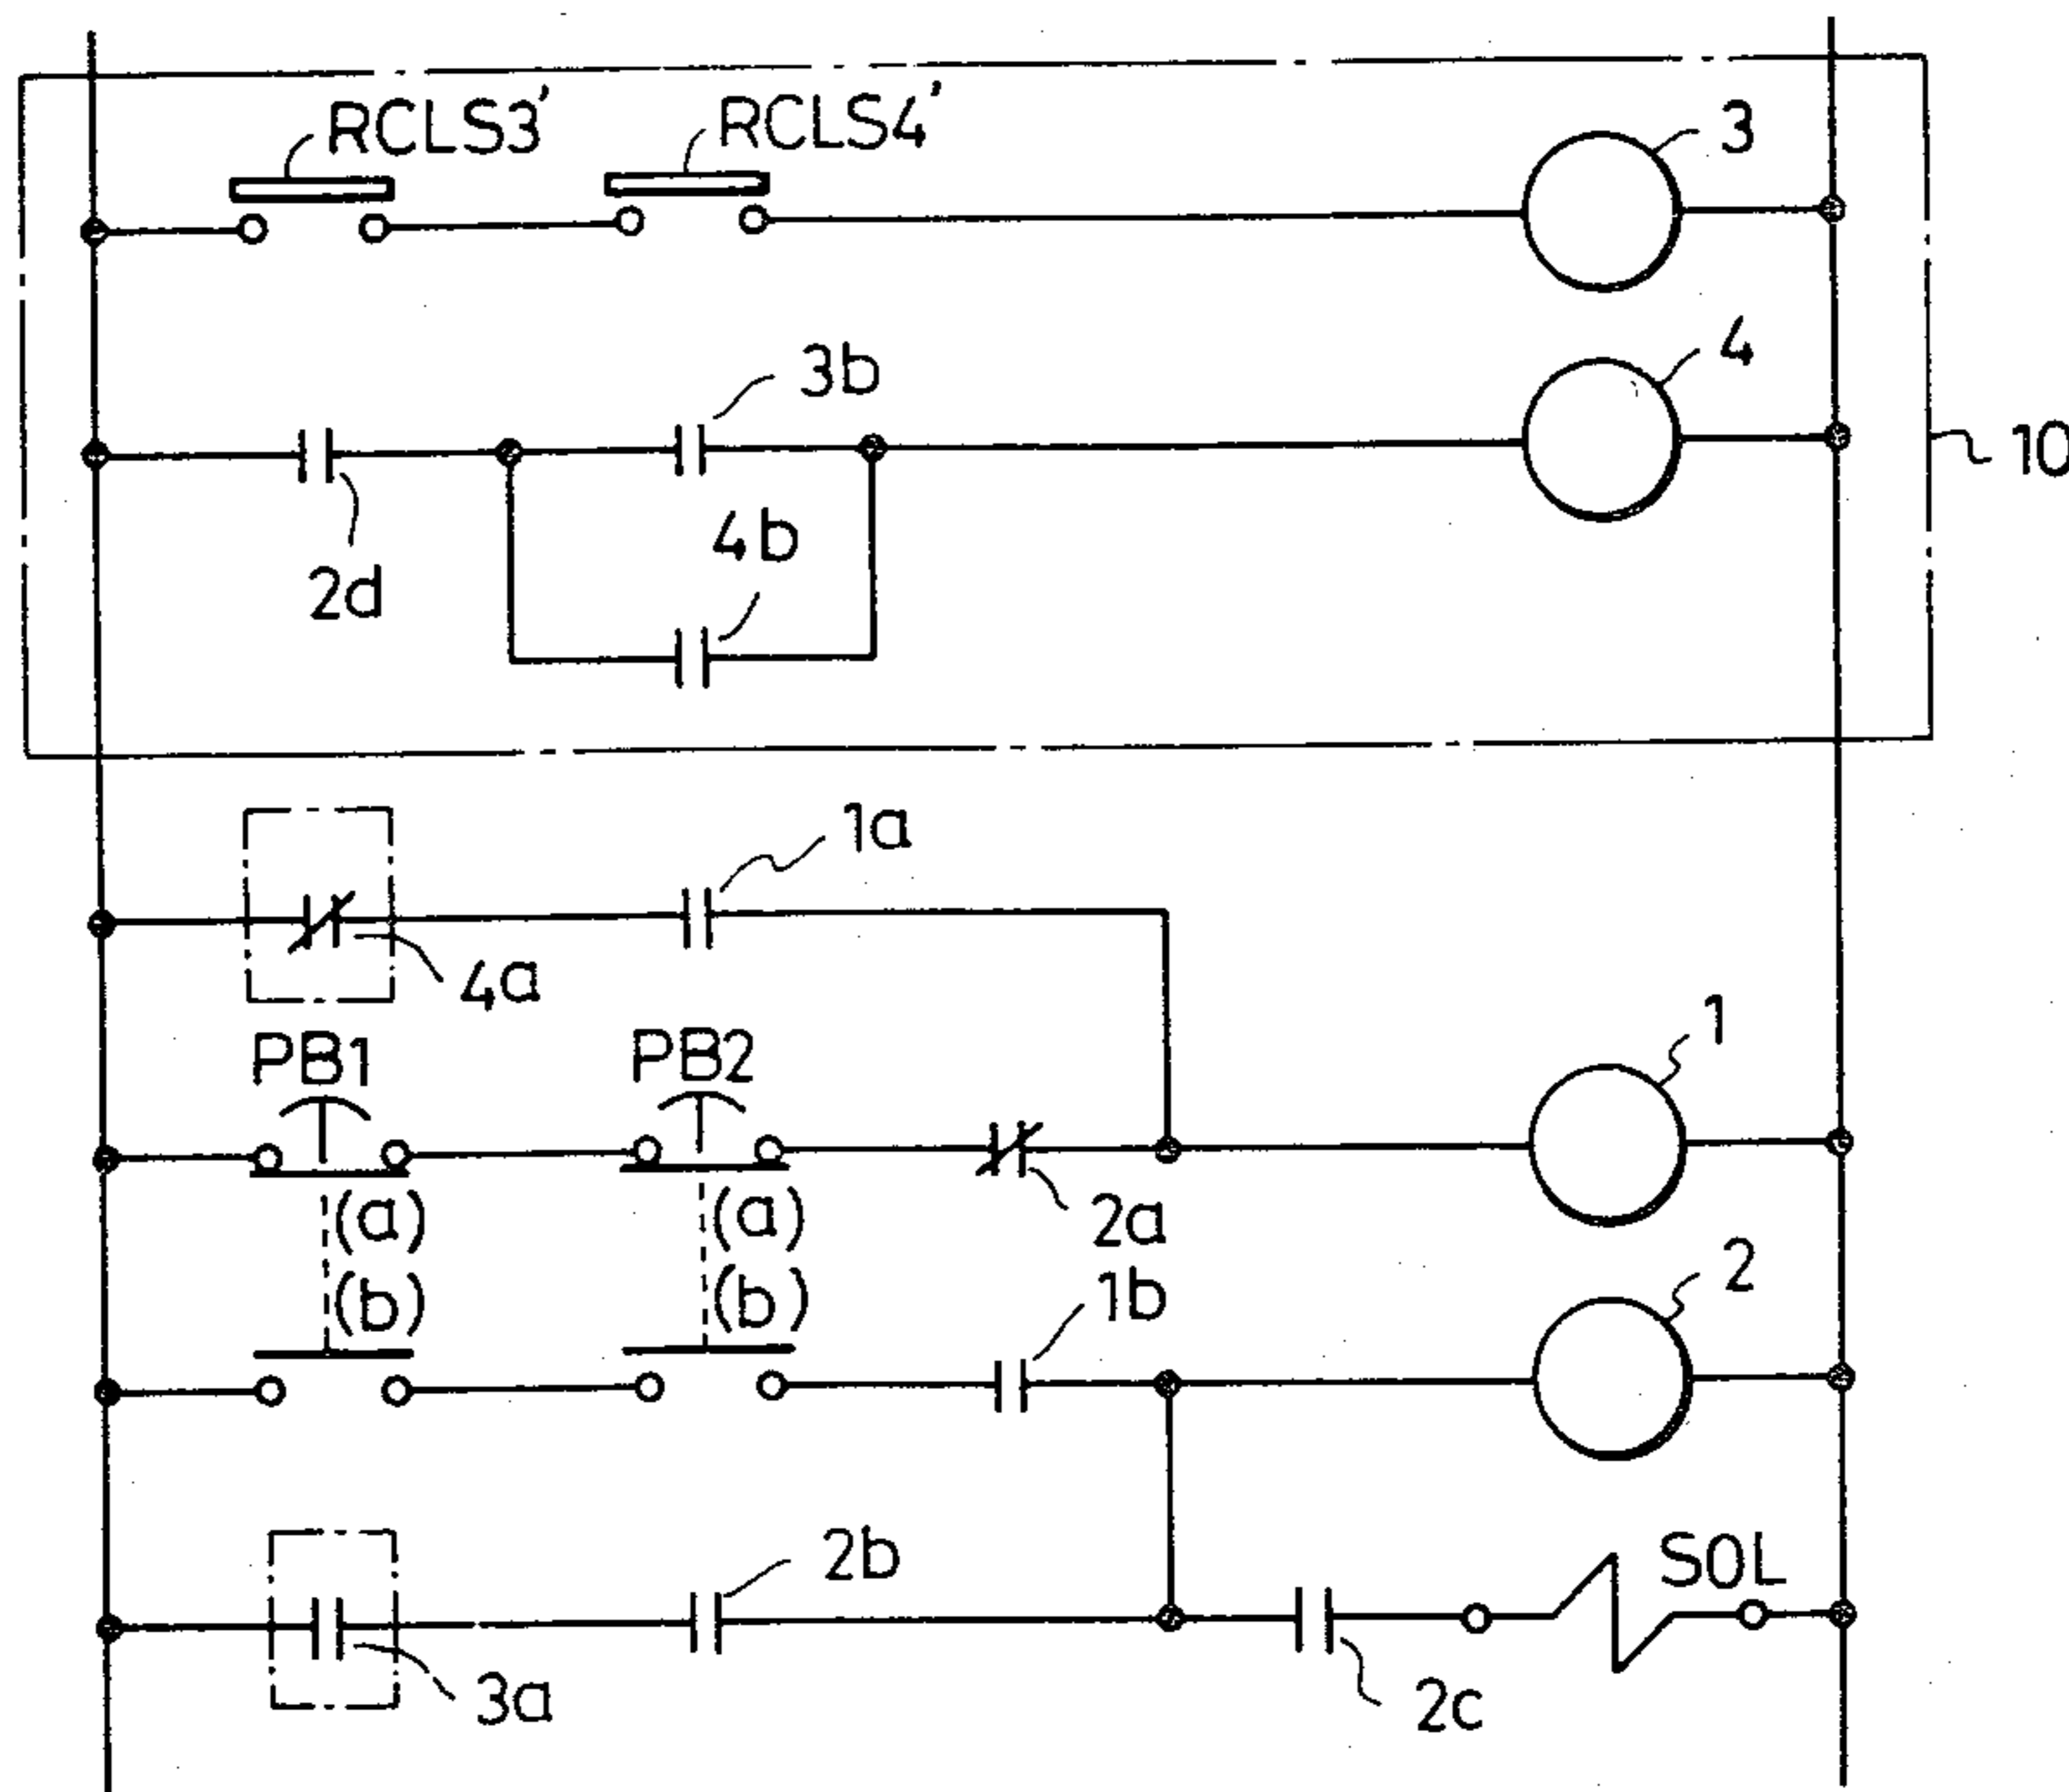 RCLS3'
RCLS4'
3
3b
4
10
4b
2d
1a
4a
PB1
PB2
1
(a)
(a)
2a
(b)
(b)
1b
2
2b
SOL
3a
2c